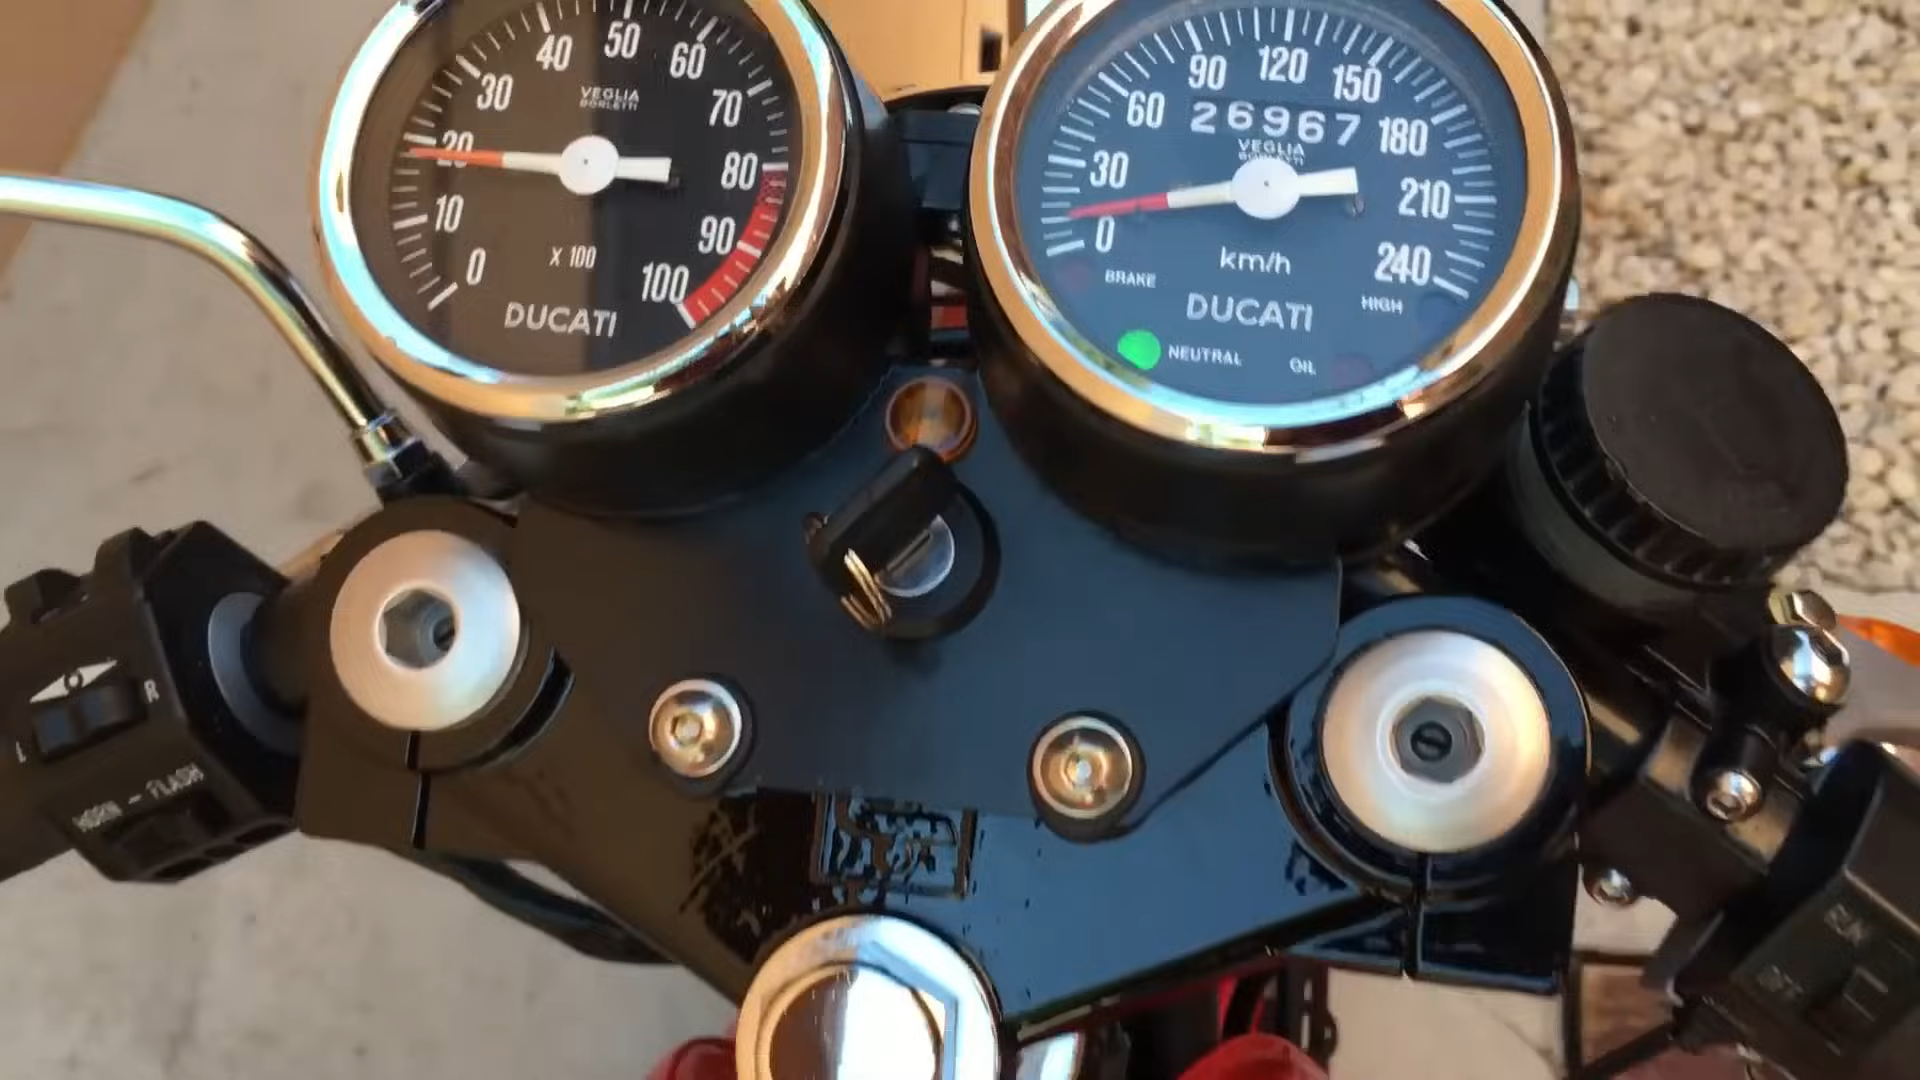 0
10
20
30
40
50
60
70
80
90
100
VEGLIA
BORLETTI
X 100
DUCATI
0
30
60
90
120
150
180
210
240
26967
VEGLIA
BORLETTI
km/h
BRAKE
HIGH
DUCATI
NEUTRAL
OIL
R
L
HORN - FLASH